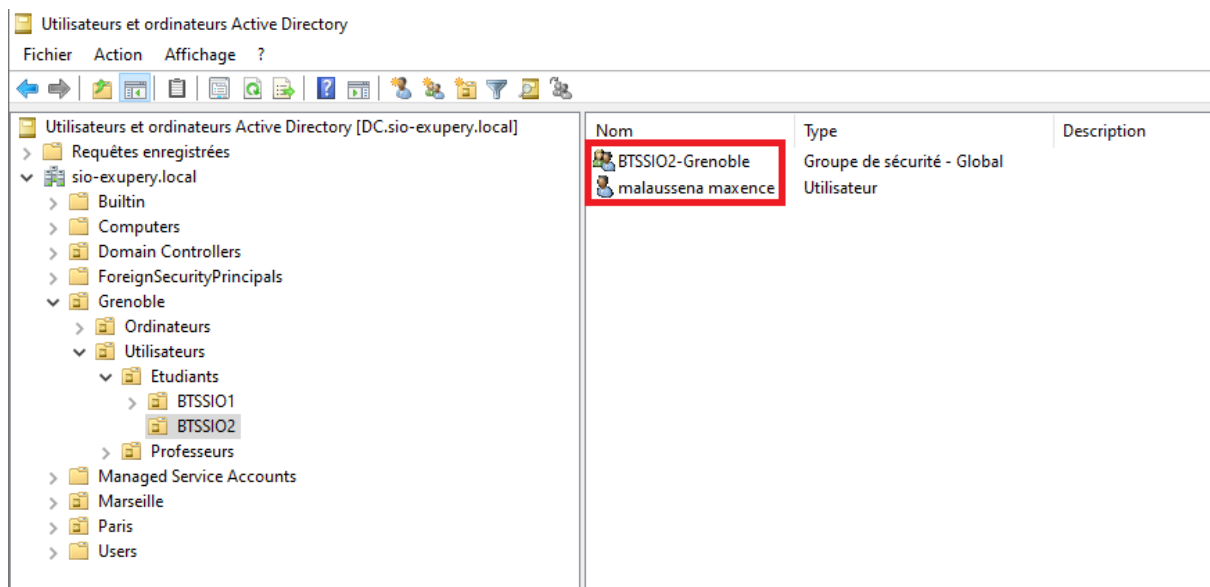 Utilisateurs et ordinateurs Active Directory
Fichier Action Affichage ?
Utilisateurs et ordinateurs Active Directory [DC.sio-exupery.local]
Requêtes enregistrées
sio-exupery.local
Builtin
Computers
Domain Controllers
ForeignSecurityPrincipals
Grenoble
Ordinateurs
Utilisateurs
Etudiants
BTSSIO1
BTSSIO2
Professeurs
Managed Service Accounts
Marseille
Paris
Users
Nom Type Description
BTSSIO2-Grenoble Groupe de sécurité - Global
malaussena maxence Utilisateur